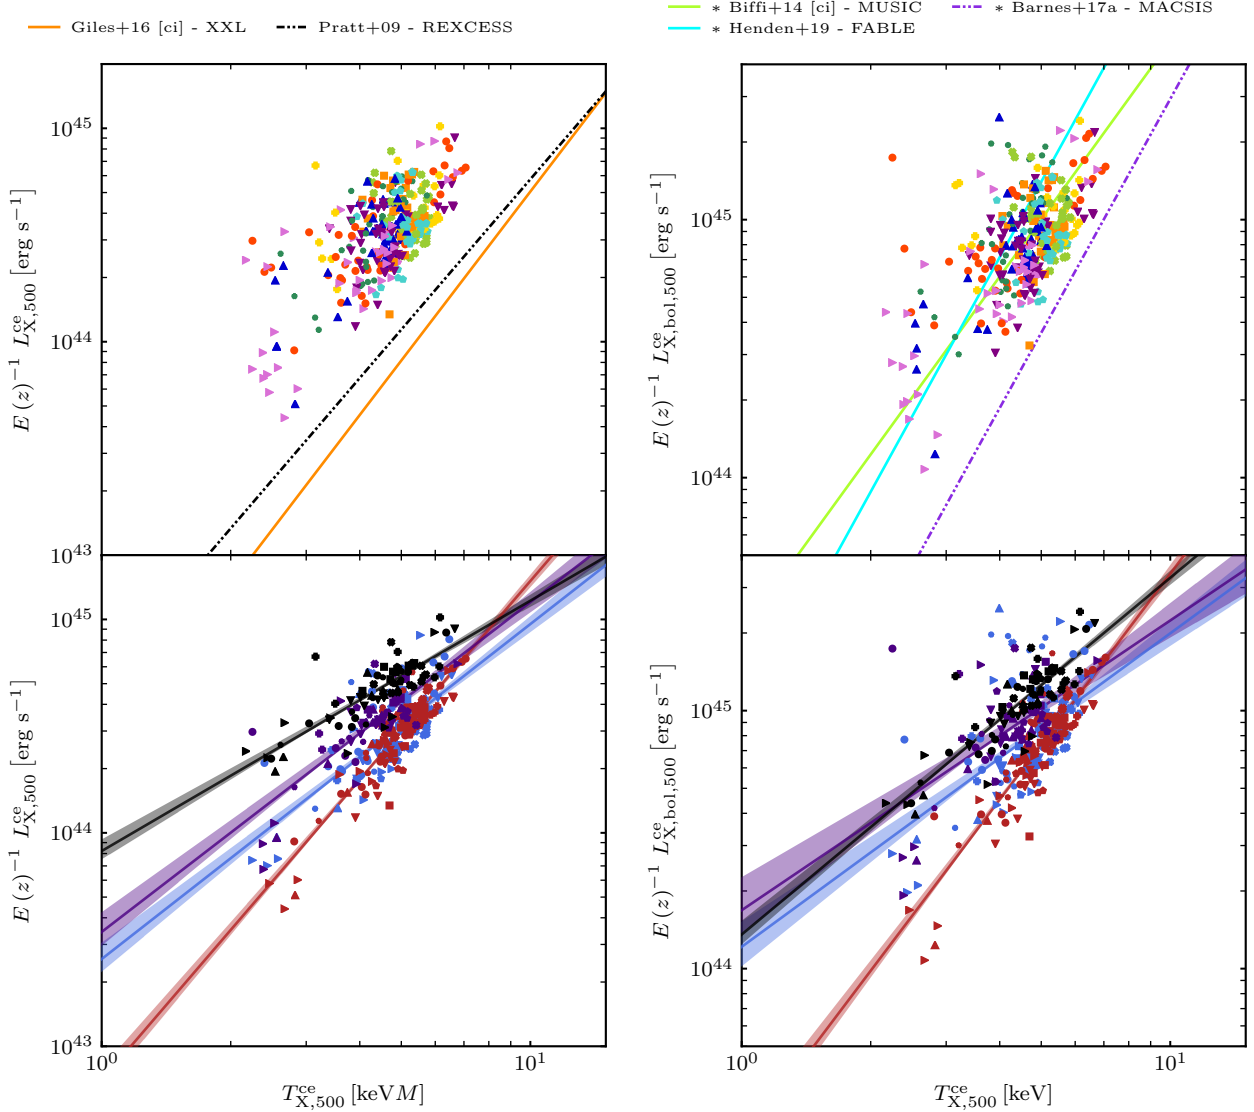 Giles+16 [ci] - XXL
Pratt+09 - REXCESS
* Biffi+14 [ci] - MUSIC
* Henden+19 - FABLE
* Barnes+17a - MACSIS
10^45
10^44
10^43
E (z)^−1 L^ce_X,500 [erg s^−1]
10^45
10^44
E (z)^−1 L^ce_X,bol,500 [erg s^−1]
10^45
10^44
10^43
E (z)^−1 L^ce_X,500 [erg s^−1]
10^0
10^1
T^ce_X,500 [keVM]
10^45
10^44
E (z)^−1 L^ce_X,bol,500 [erg s^−1]
10^0
10^1
T^ce_X,500 [keV]